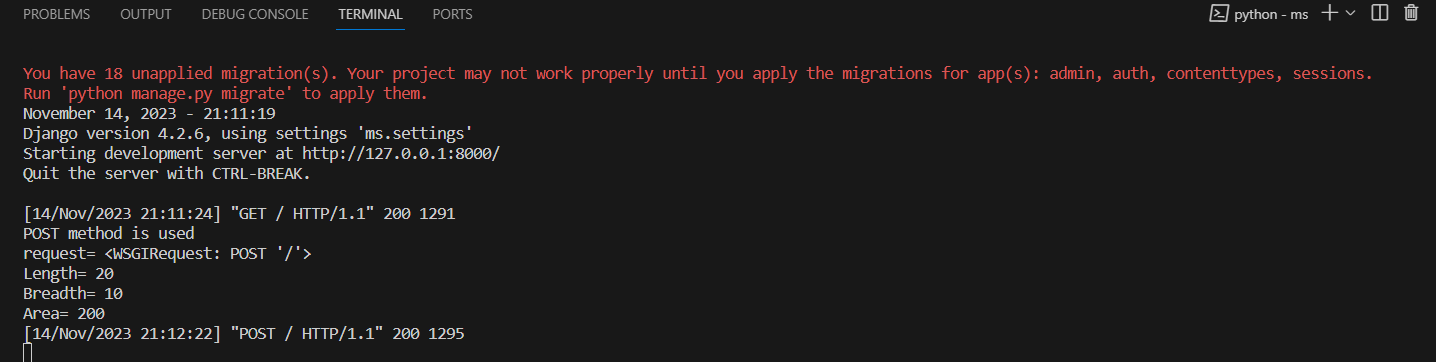 PROBLEMS OUTPUT DEBUG CONSOLE TERMINAL PORTS python - ms
You have 18 unapplied migration(s). Your project may not work properly until you apply the migrations for app(s): admin, auth, contenttypes, sessions.
Run 'python manage.py migrate' to apply them.
November 14, 2023 - 21:11:19
Django version 4.2.6, using settings 'ms.settings'
Starting development server at http://127.0.0.1:8000/
Quit the server with CTRL-BREAK.
[14/Nov/2023 21:11:24] "GET / HTTP/1.1" 200 1291
POST method is used
request= <WSGIRequest: POST '/'>
Length= 20
Breadth= 10
Area= 200
[14/Nov/2023 21:12:22] "POST / HTTP/1.1" 200 1295